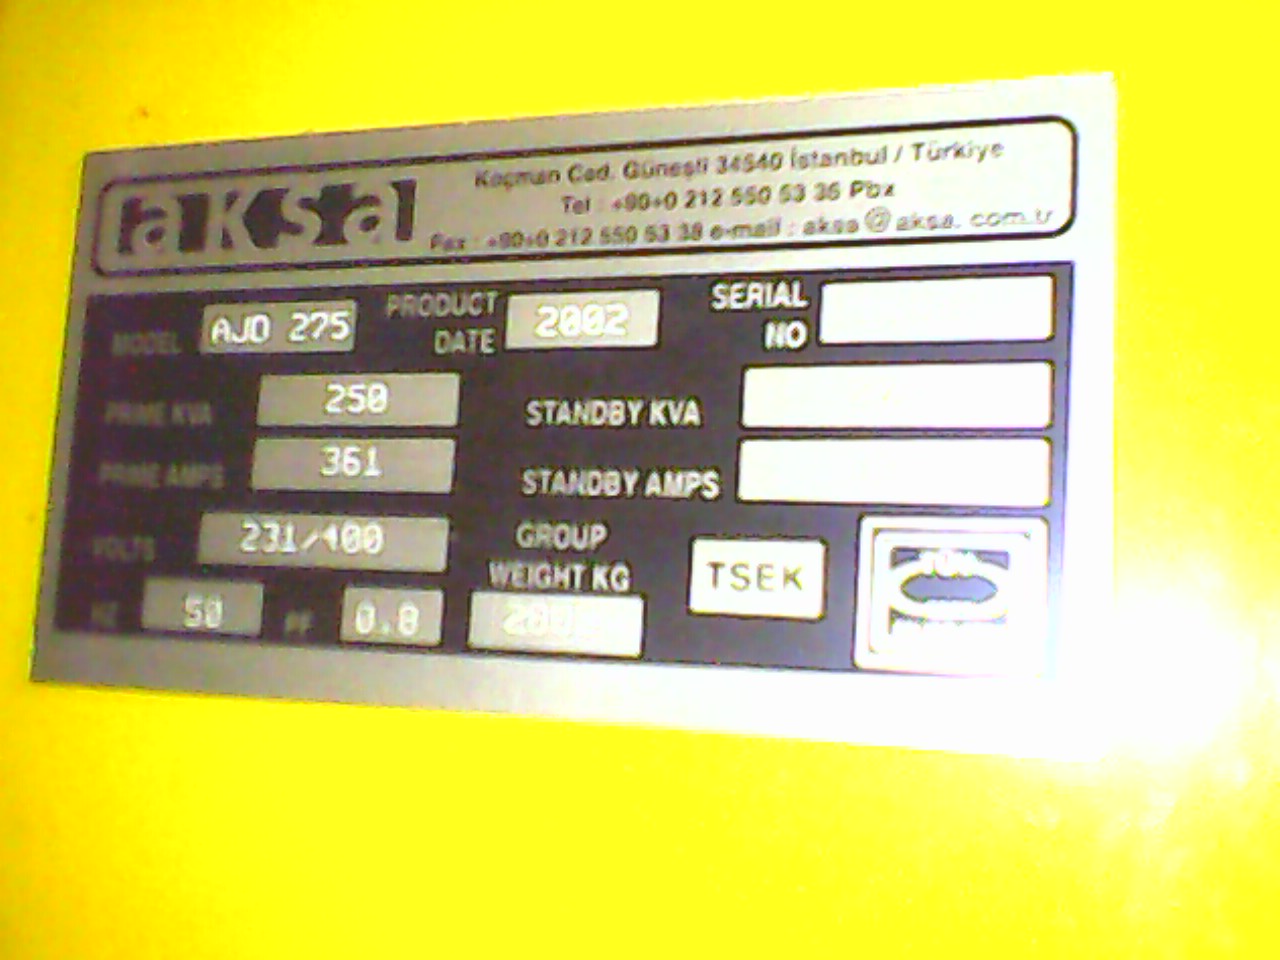 aksa
Koçman Cad. Güneşli 34540 İstanbul / Türkiye
Tel : +90+0 212 550 53 36 Pbx
Fax : +90+0 212 550 53 38 e-mail : aksa@aksa.com.tr
MODEL AJD 275 PRODUCT DATE 2002 SERIAL NO
PRIME KVA 250 STANDBY KVA
PRIME AMPS 361 STANDBY AMPS
VOLTS 231/400 GROUP WEIGHT KG
HZ 50 PF 0.8 TSEK